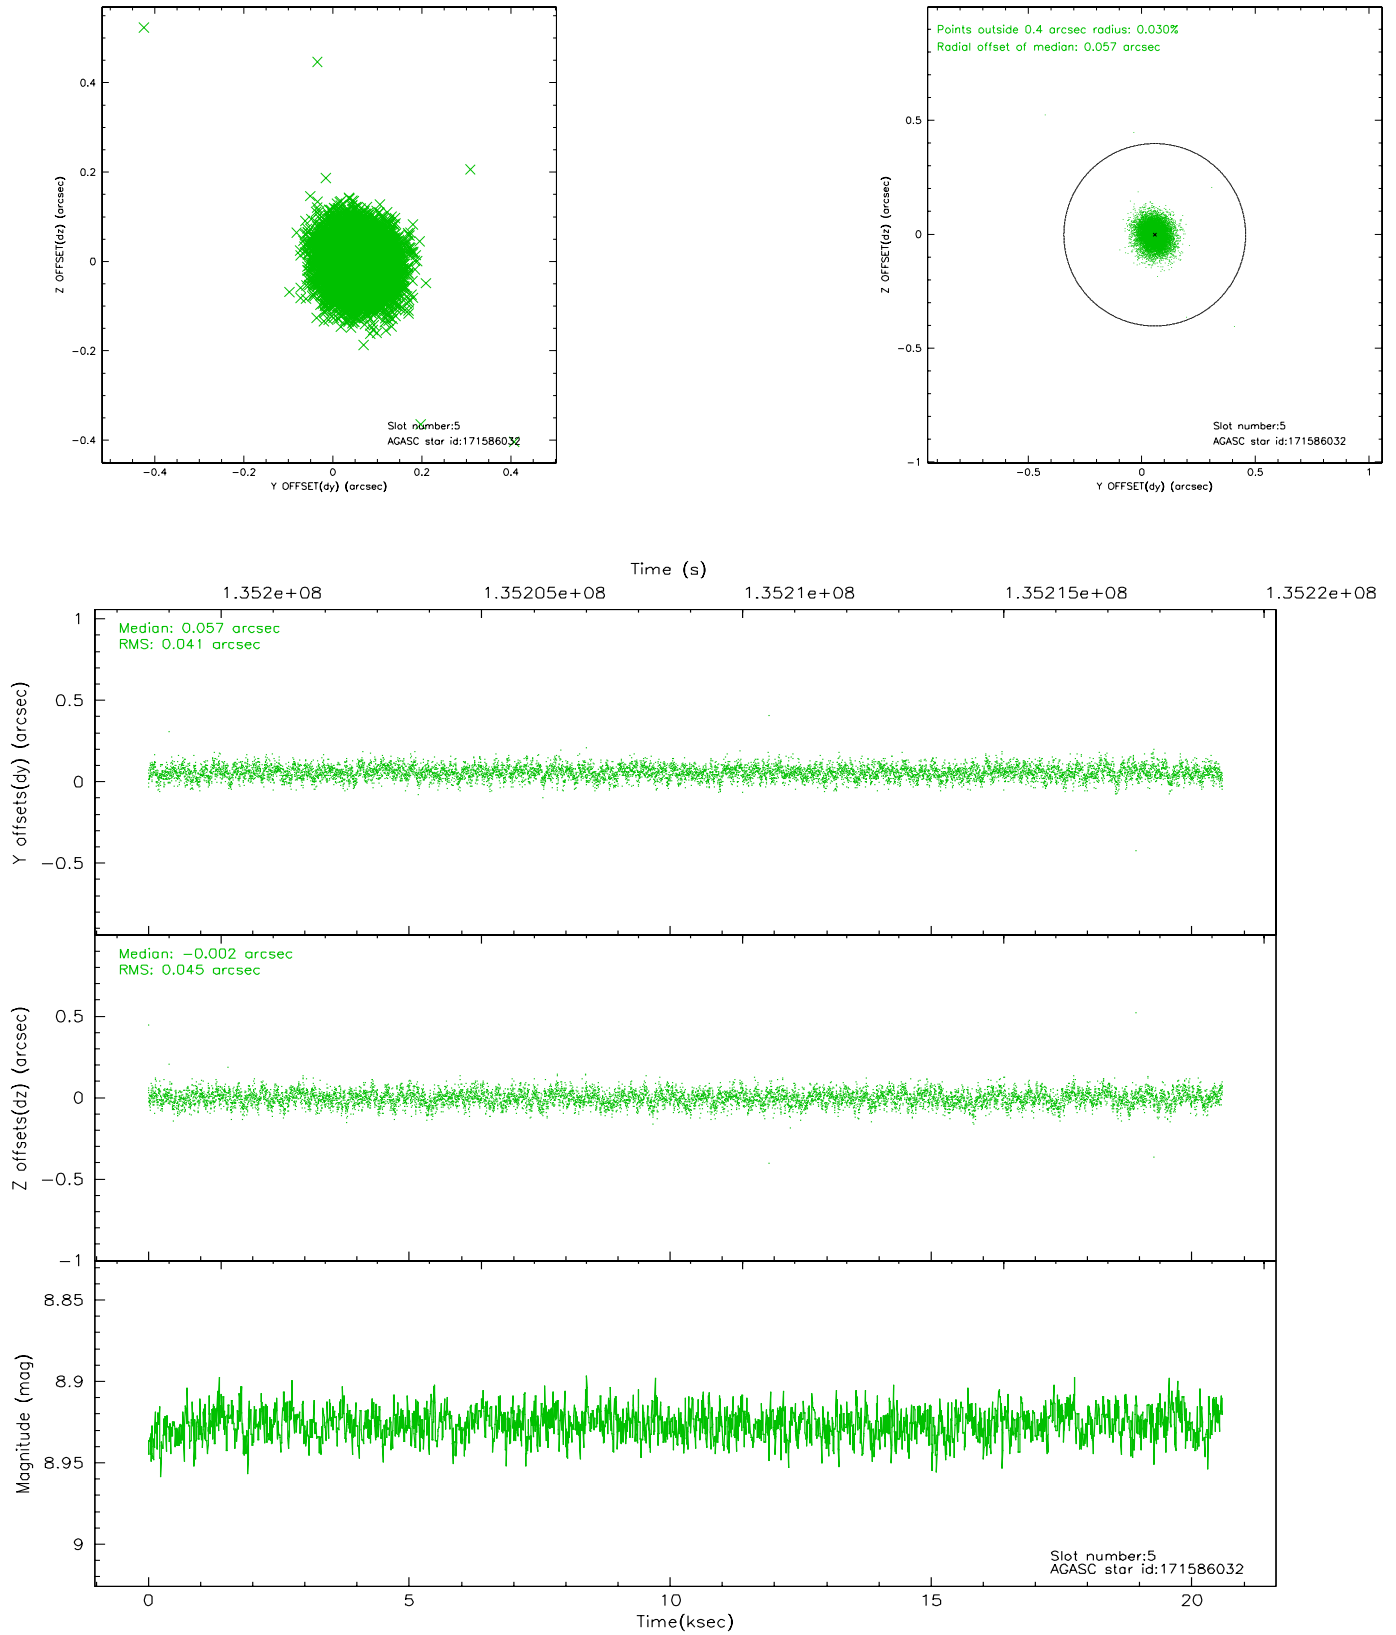 0.4
0.2
0
−0.2
−0.4
Z OFFSET(dz) (arcsec)
Slot number:5
AGASC star id:171586032
−0.4 −0.2 0 0.2 0.4
Y OFFSET(dy) (arcsec)
Points outside 0.4 arcsec radius: 0.030%
Radial offset of median: 0.057 arcsec
0.5
0
−0.5
−1
Z OFFSET(dz) (arcsec)
Slot number:5
AGASC star id:171586032
−0.5 0 0.5 1
Y OFFSET(dy) (arcsec)
Time (s)
1.352e+08 1.35205e+08 1.3521e+08 1.35215e+08 1.3522e+08
Median: 0.057 arcsec
RMS: 0.041 arcsec
1
0.5
0
−0.5
Y offsets(dy) (arcsec)
Median: −0.002 arcsec
RMS: 0.045 arcsec
0.5
0
−0.5
−1
Z offsets(dz) (arcsec)
8.85
8.9
8.95
9
Magnitude (mag)
Slot number:5
AGASC star id:171586032
0 5 10 15 20
Time(ksec)